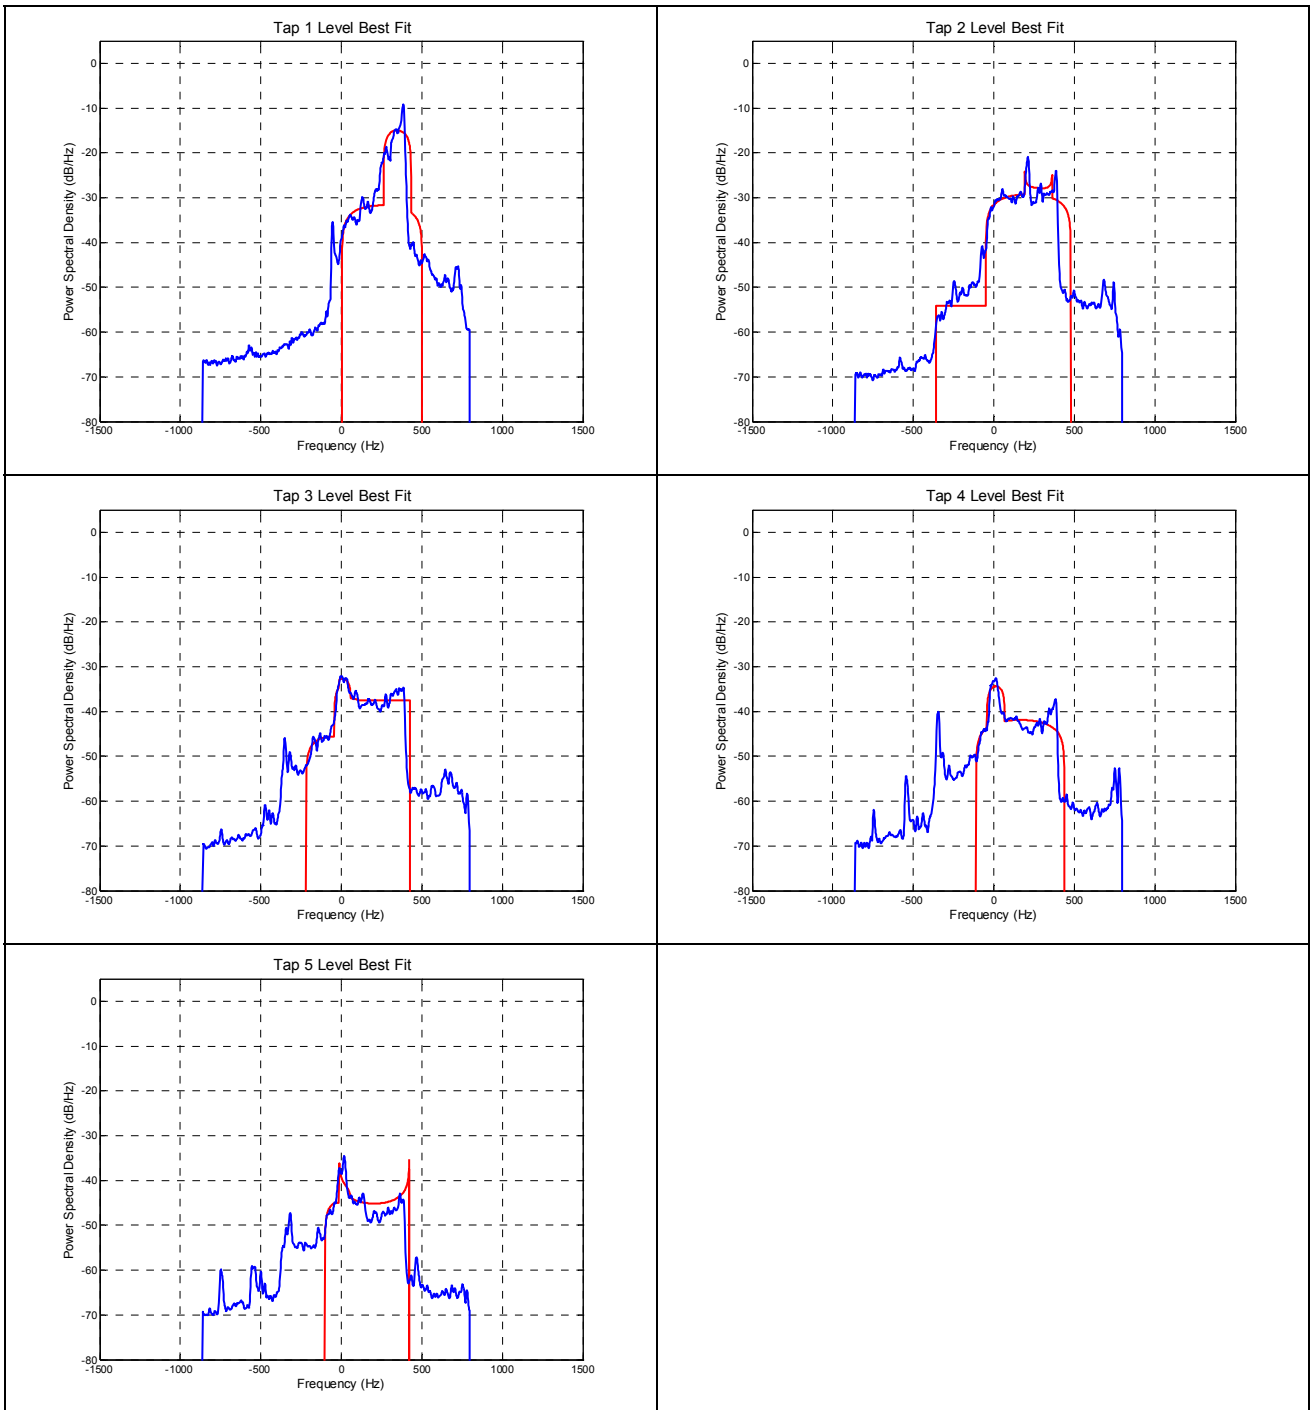 Tap 1 Level Best Fit
Power Spectral Density (dB/Hz)
0
-10
-20
-30
-40
-50
-60
-70
-80
-1500 -1000 -500 0 500 1000 1500
Frequency (Hz)
Tap 2 Level Best Fit
Power Spectral Density (dB/Hz)
0
-10
-20
-30
-40
-50
-60
-70
-80
-1500 -1000 -500 0 500 1000 1500
Frequency (Hz)
Tap 3 Level Best Fit
Power Spectral Density (dB/Hz)
0
-10
-20
-30
-40
-50
-60
-70
-80
-1500 -1000 -500 0 500 1000 1500
Frequency (Hz)
Tap 4 Level Best Fit
Power Spectral Density (dB/Hz)
0
-10
-20
-30
-40
-50
-60
-70
-80
-1500 -1000 -500 0 500 1000 1500
Frequency (Hz)
Tap 5 Level Best Fit
Power Spectral Density (dB/Hz)
0
-10
-20
-30
-40
-50
-60
-70
-80
-1500 -1000 -500 0 500 1000 1500
Frequency (Hz)